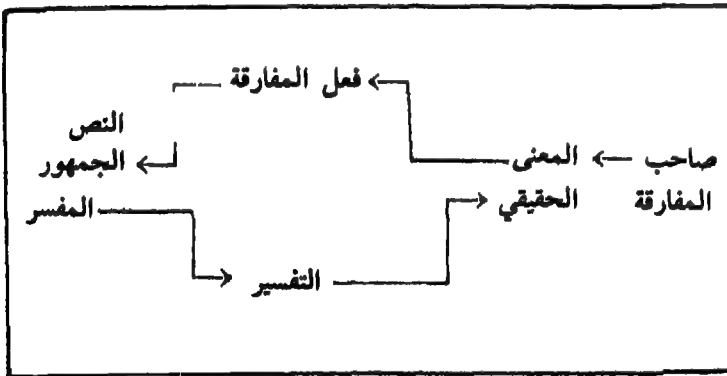 فعل المفارقة
النص
صاحب المعنى الجمهور
المفارقة الحقيقي المفسر
التفسير